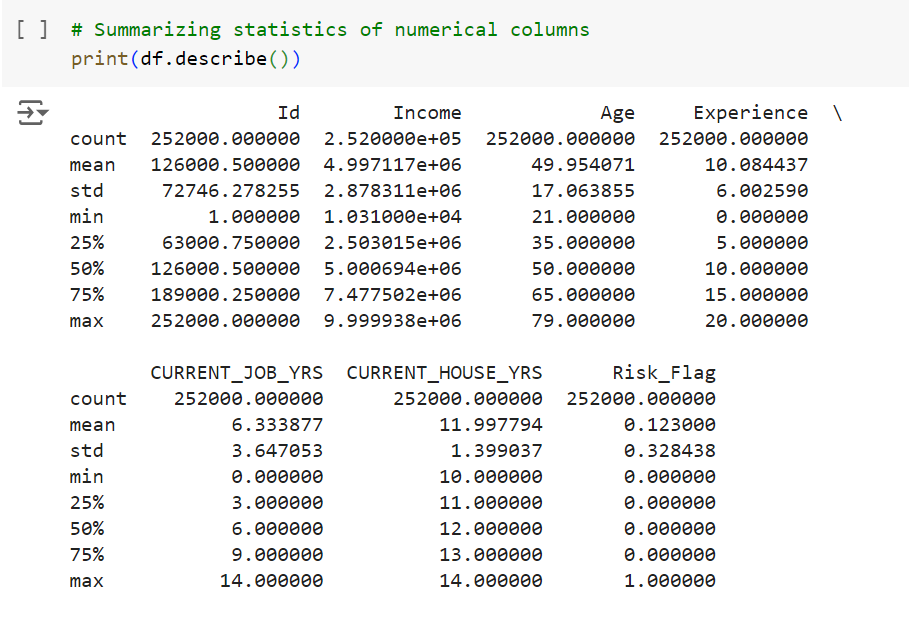 [ ] # Summarizing statistics of numerical columns
print(df.describe())
Id Income Age Experience \
count 252000.000000 2.520000e+05 252000.000000 252000.000000
mean 126000.500000 4.997117e+06 49.954071 10.084437
std 72746.278255 2.878311e+06 17.063855 6.002590
min 1.000000 1.031000e+04 21.000000 0.000000
25% 63000.750000 2.503015e+06 35.000000 5.000000
50% 126000.500000 5.000694e+06 50.000000 10.000000
75% 189000.250000 7.477502e+06 65.000000 15.000000
max 252000.000000 9.999938e+06 79.000000 20.000000
CURRENT_JOB_YRS CURRENT_HOUSE_YRS Risk_Flag
count 252000.000000 252000.000000 252000.000000
mean 6.333877 11.997794 0.123000
std 3.647053 1.399037 0.328438
min 0.000000 10.000000 0.000000
25% 3.000000 11.000000 0.000000
50% 6.000000 12.000000 0.000000
75% 9.000000 13.000000 0.000000
max 14.000000 14.000000 1.000000